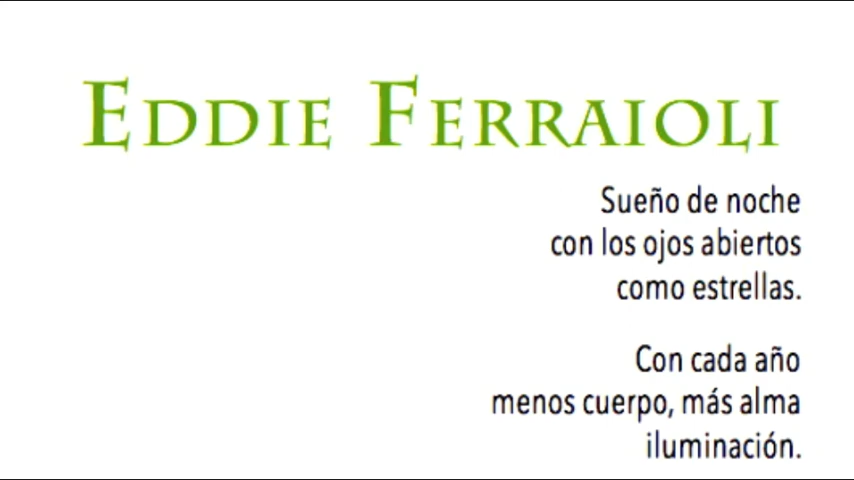 EDDIE FERRAIOLI
Sueño de noche
con los ojos abiertos
como estrellas.
Con cada año
menos cuerpo, más alma
iluminación.